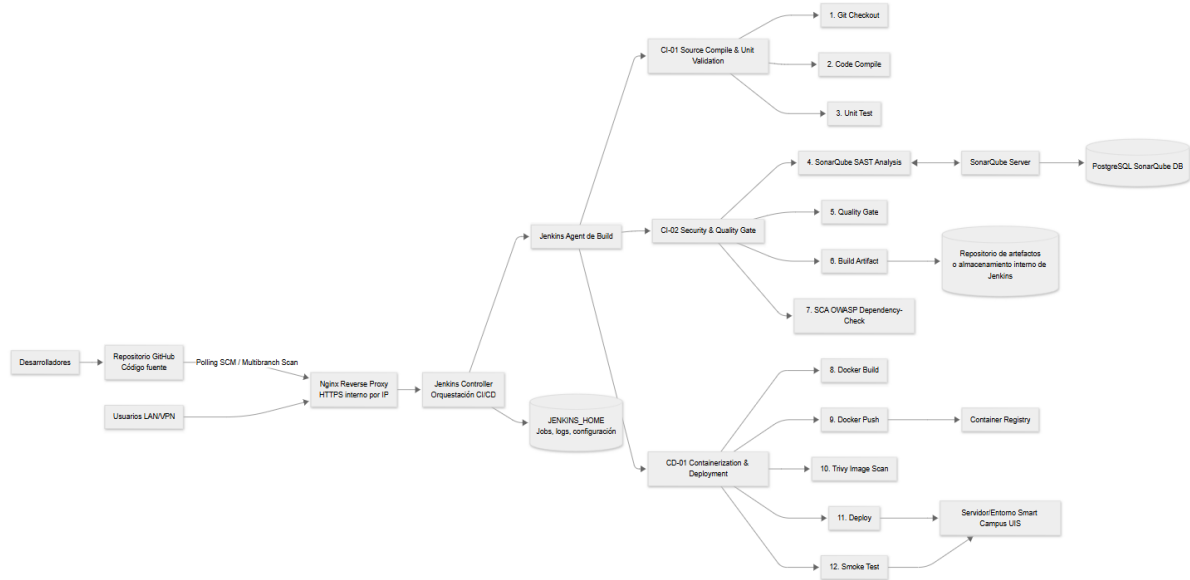 Desarrolladores
Repositorio GitHub
Código fuente
Polling SCM / Multibranch Scan
Usuarios LAN/VPN
Nginx Reverse Proxy
HTTPS interno por IP
Jenkins Controller
Orquestación CI/CD
JENKINS_HOME
Jobs, logs, configuración
Jenkins Agent de Build
CI-01 Source Compile & Unit
Validation
1. Git Checkout
2. Code Compile
3. Unit Test
CI-02 Security & Quality Gate
4. SonarQube SAST Analysis
SonarQube Server
PostgreSQL SonarQube DB
5. Quality Gate
6. Build Artifact
Repositorio de artefactos
o almacenamiento interno de
Jenkins
7. SCA OWASP Dependency-
Check
CD-01 Containerization &
Deployment
8. Docker Build
9. Docker Push
Container Registry
10. Trivy Image Scan
11. Deploy
Servidor/Entorno Smart
Campus UIS
12. Smoke Test